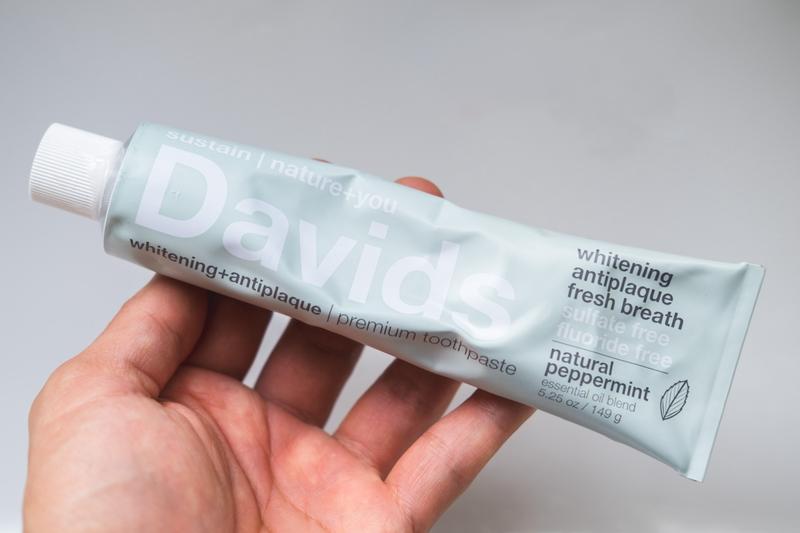 sustain | nature+you
Davids
whitening+antiplaque | premium toothpaste
whitening
antiplaque
fresh breath
sulfate free
fluoride free
natural
peppermint
essential oil blend
5.25 oz / 149 g